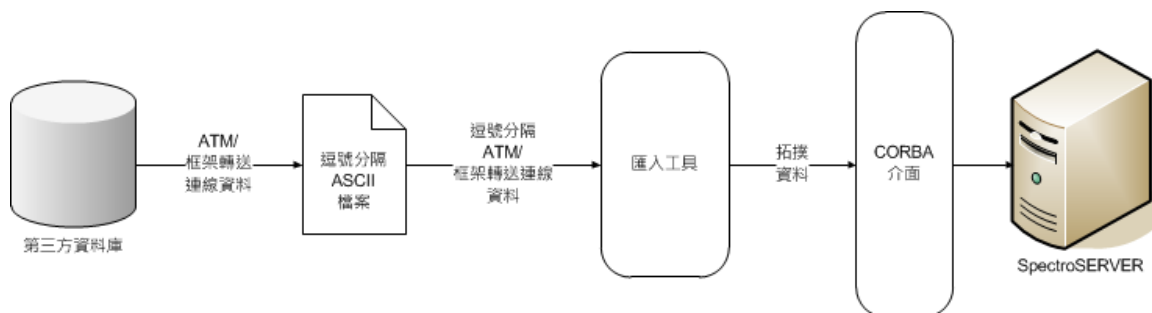 第三方資料庫
ATM/
框架轉送
連線資料
逗號分隔
ASCII
檔案
逗號分隔
ATM/
框架轉送連線
資料
匯入工具
拓撲
資料
CORBA
介面
SpectroSERVER